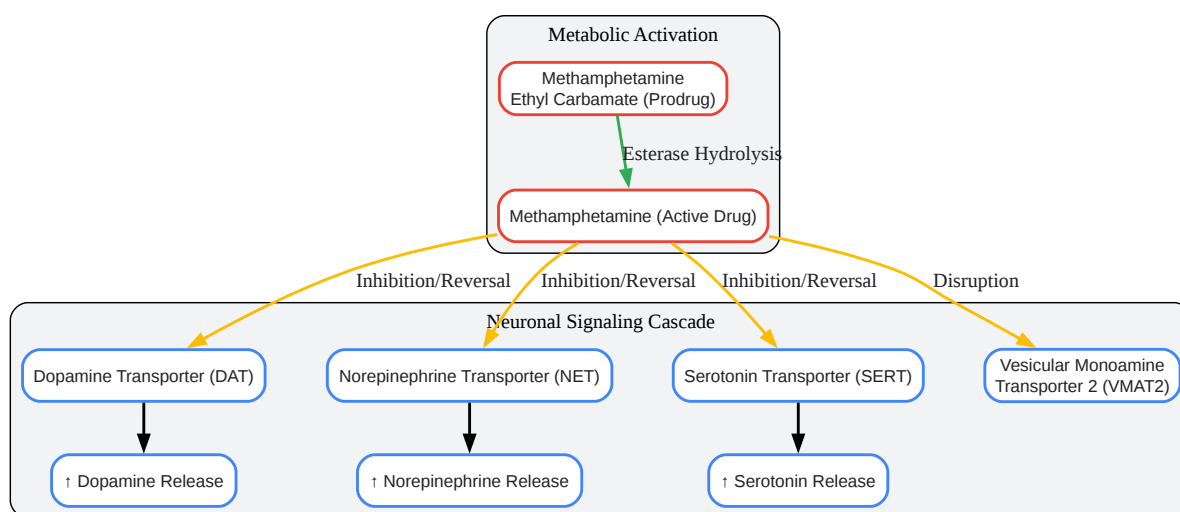 Metabolic Activation
Methamphetamine
Ethyl Carbamate (Prodrug)
Esterase Hydrolysis
Methamphetamine (Active Drug)
Inhibition/Reversal
Inhibition/Reversal
Inhibition/Reversal
Disruption
Neuronal Signaling Cascade
Dopamine Transporter (DAT)
Norepinephrine Transporter (NET)
Serotonin Transporter (SERT)
Vesicular Monoamine
Transporter 2 (VMAT2)
↑ Dopamine Release
↑ Norepinephrine Release
↑ Serotonin Release